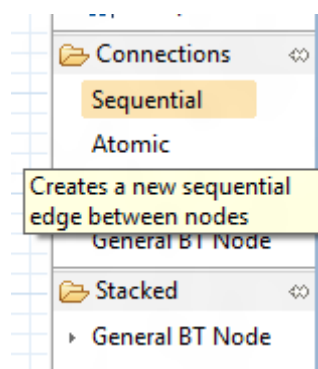 Connections
Sequential
Atomic
Creates a new sequential
edge between nodes
General BT Node
Stacked
General BT Node